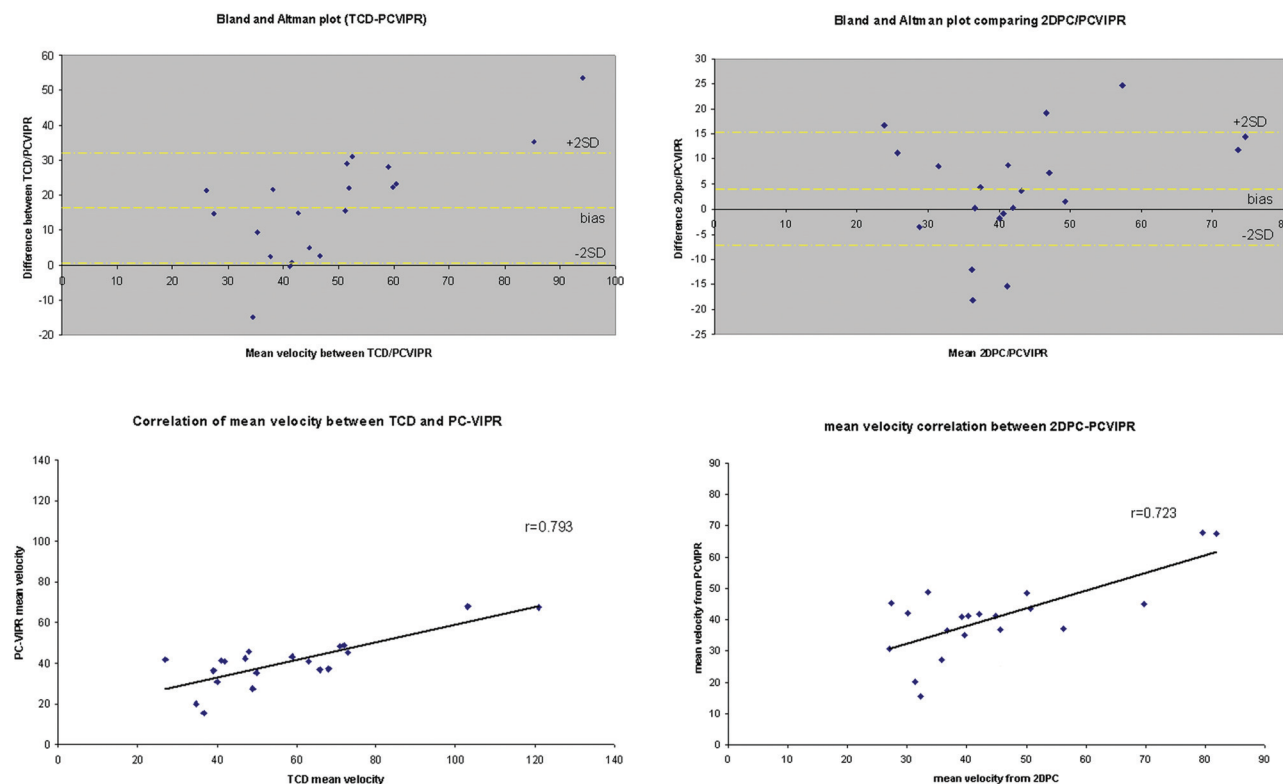 Bland and Altman plot (TCD-PCVIPR)
Difference between TCD/PCVIPR
60
50
40
30
20
10
0
-10
-20
+2SD
bias
-2SD
0 10 20 30 40 50 60 70 80 90 100
Mean velocity between TCD/PCVIPR
Bland and Altman plot comparing 2DPC/PCVIPR
Difference 2Dpc/PCVIPR
30
25
20
15
10
5
0
-5
-10
-15
-20
-25
+2SD
bias
-2SD
0 10 20 30 40 50 60 70 80
Mean 2DPC/PCVIPR
Correlation of mean velocity between TCD and PC-VIPR
PC-VIPR mean velocity
140
120
100
80
60
40
20
0
r=0.793
0 20 40 60 80 100 120 140
TCD mean velocity
mean velocity correlation between 2DPC-PCVIPR
mean velocity from PCVIPR
90
80
70
60
50
40
30
20
10
0
r=0.723
0 10 20 30 40 50 60 70 80 90
mean velocity from 2DPC